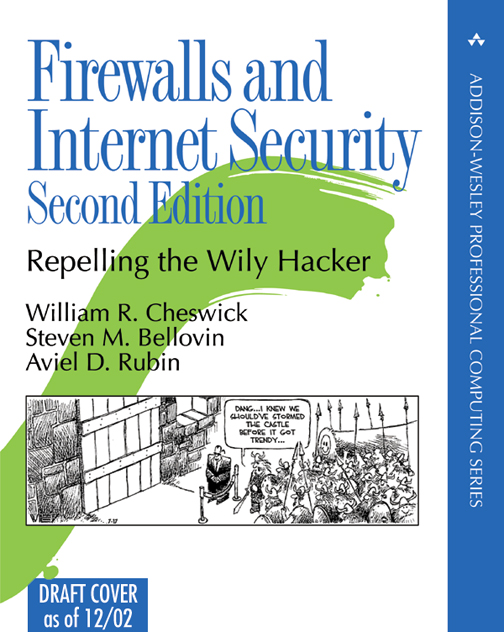 Firewalls and
Internet Security
Second Edition
Repelling the Wily Hacker
William R. Cheswick
Steven M. Bellovin
Aviel D. Rubin
DANG...I KNEW WE
SHOULD'VE STORMED
THE CASTLE
BEFORE IT GOT
TRENDY...
7-27
DRAFT COVER
as of 12/02
ADDISON-WESLEY PROFESSIONAL COMPUTING SERIES